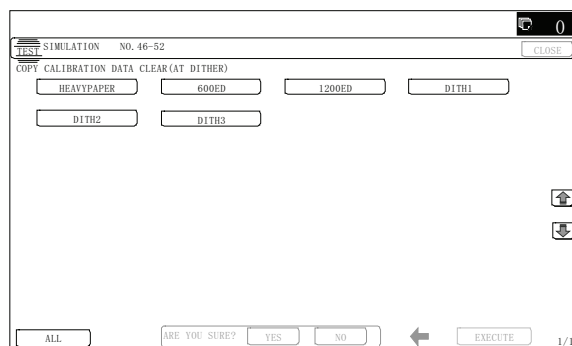 0
TEST SIMULATION NO.46-52
CLOSE
COPY CALIBRATION DATA CLEAR(AT DITHER)
HEAVYPAPER 600ED 1200ED DITH1
DITH2 DITH3
ALL ARE YOU SURE? YES NO EXECUTE 1/1